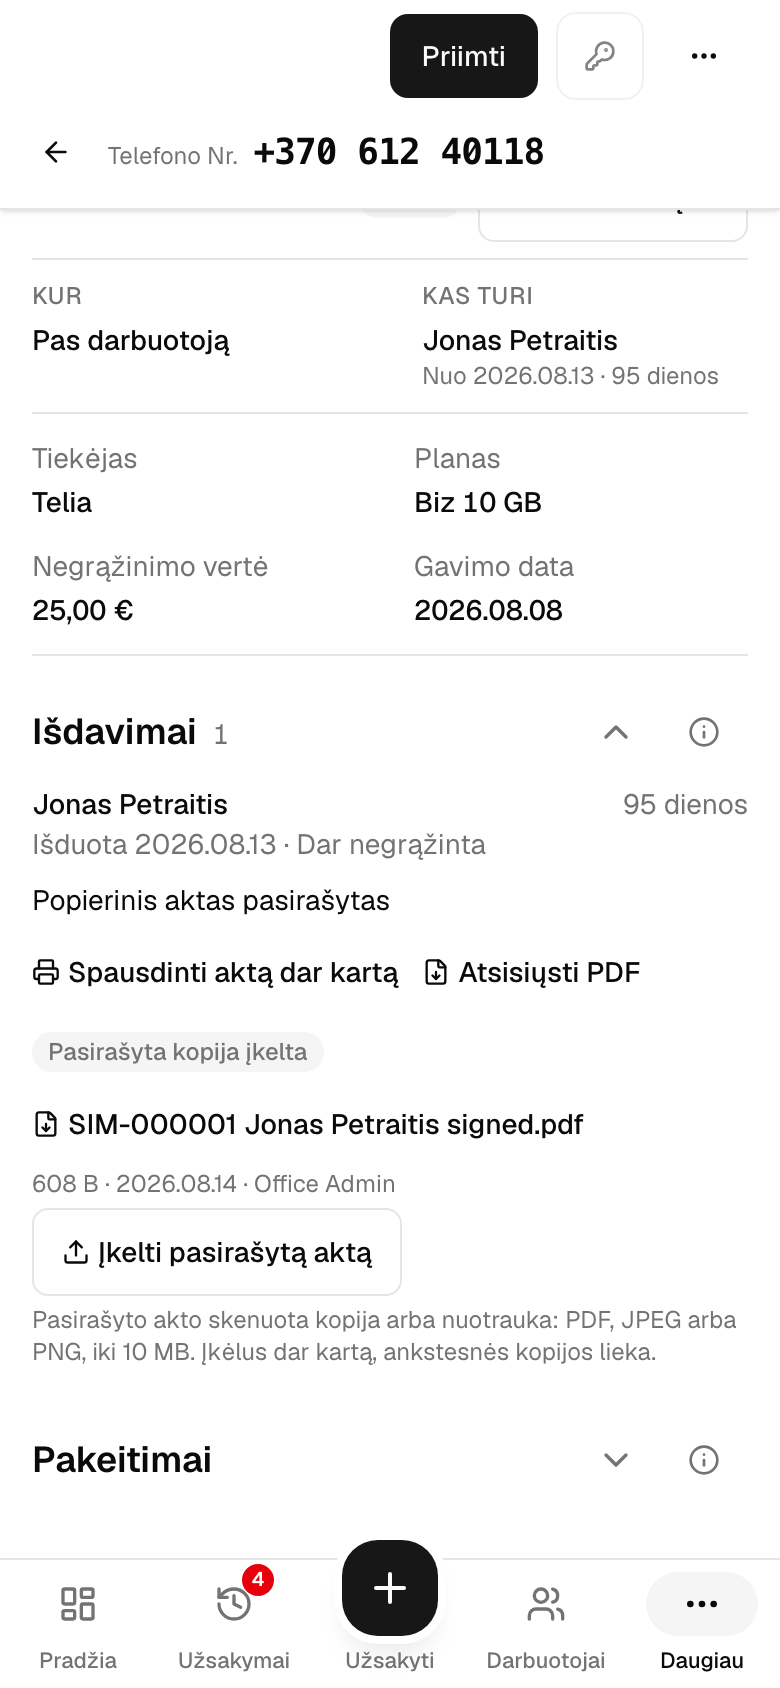 Priimti
Telefono Nr. +370 612 40118
KUR
KAS TURI
Pas darbuotoją
Jonas Petraitis
Nuo 2026.08.13 · 95 dienos
Tiekėjas
Planas
Telia
Biz 10 GB
Negrąžinimo vertė
Gavimo data
25,00 €
2026.08.08
Išdavimai 1
Jonas Petraitis
95 dienos
Išduota 2026.08.13 · Dar negrąžinta
Popierinis aktas pasirašytas
Spausdinti aktą dar kartą
Atsisiųsti PDF
Pasirašyta kopija įkelta
SIM-000001 Jonas Petraitis signed.pdf
608 B · 2026.08.14 · Office Admin
Įkelti pasirašytą aktą
Pasirašyto akto skenuota kopija arba nuotrauka: PDF, JPEG arba
PNG, iki 10 MB. Įkėlus dar kartą, ankstesnės kopijos lieka.
Pakeitimai
4
Pradžia
Užsakymai
Užsakyti
Darbuotojai
Daugiau